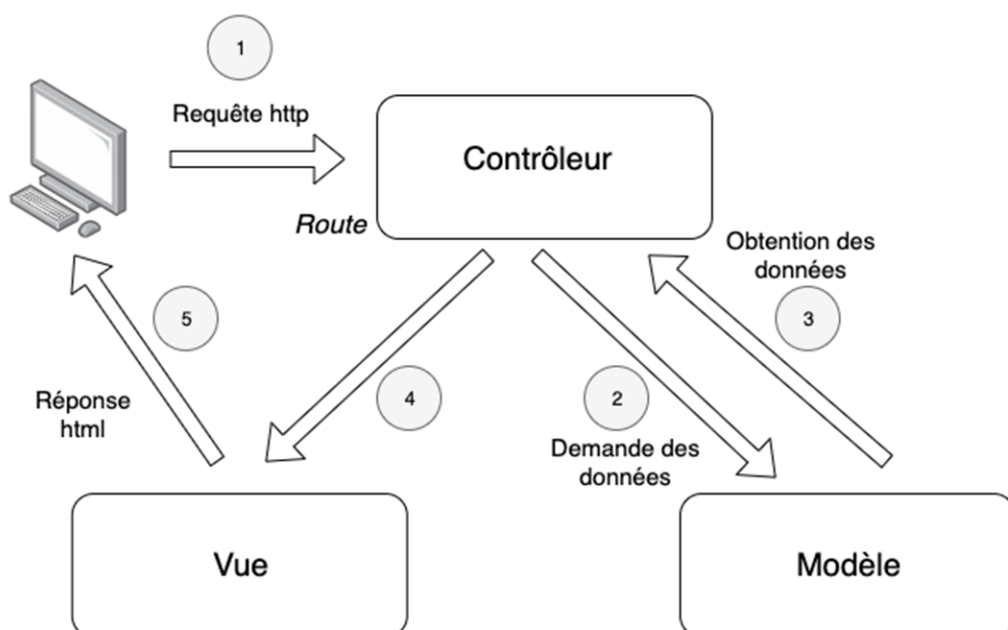 1
Requête http
Contrôleur
Route
Obtention des
données
3
5
4
2
Réponse
html
Demande des
données
Vue
Modèle